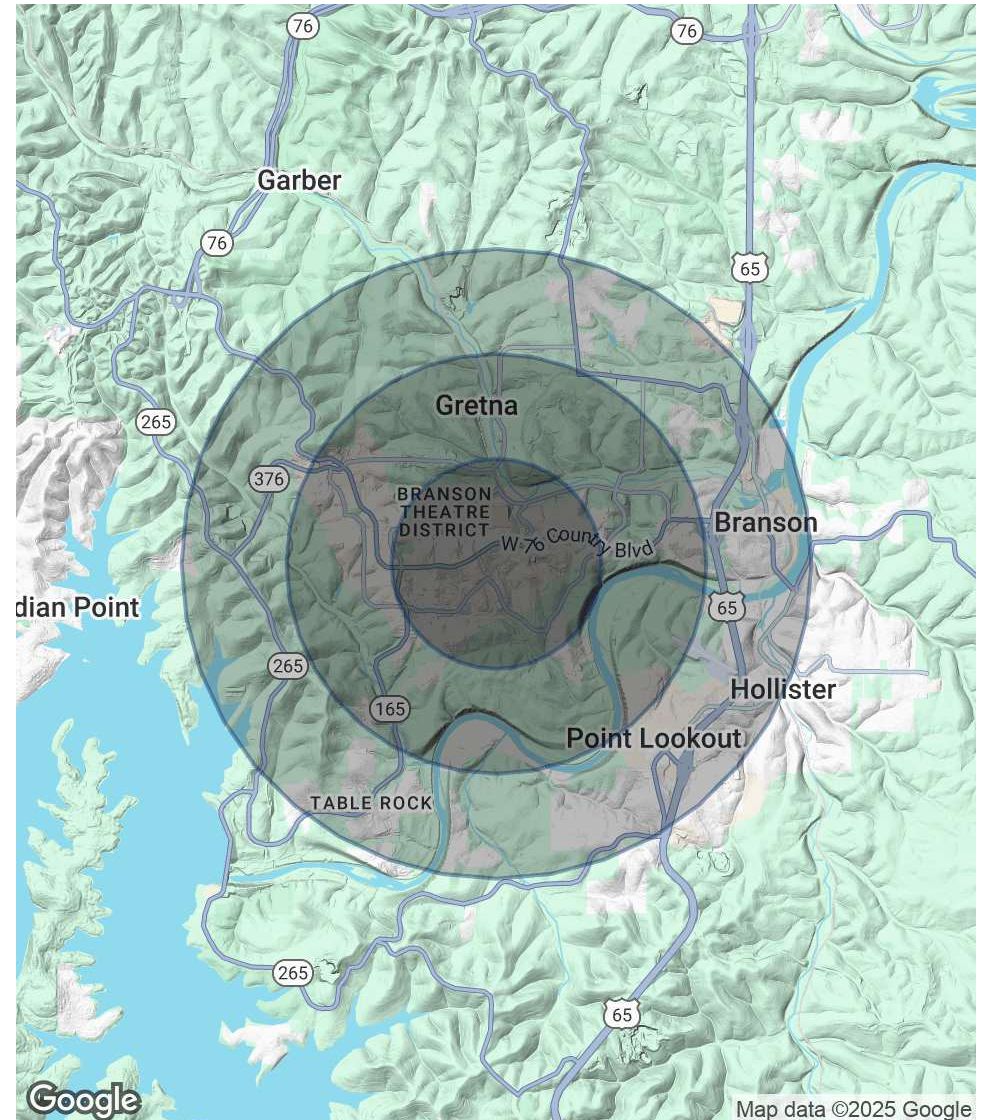 76
76
Garber
76
65
Gretna
265
376
BRANSON
THEATRE
DISTRICT
W 76 Country Blvd
Branson
dian Point
65
265
Hollister
165
Point Lookout
TABLE ROCK
265
65
Google
Map data ©2025 Google